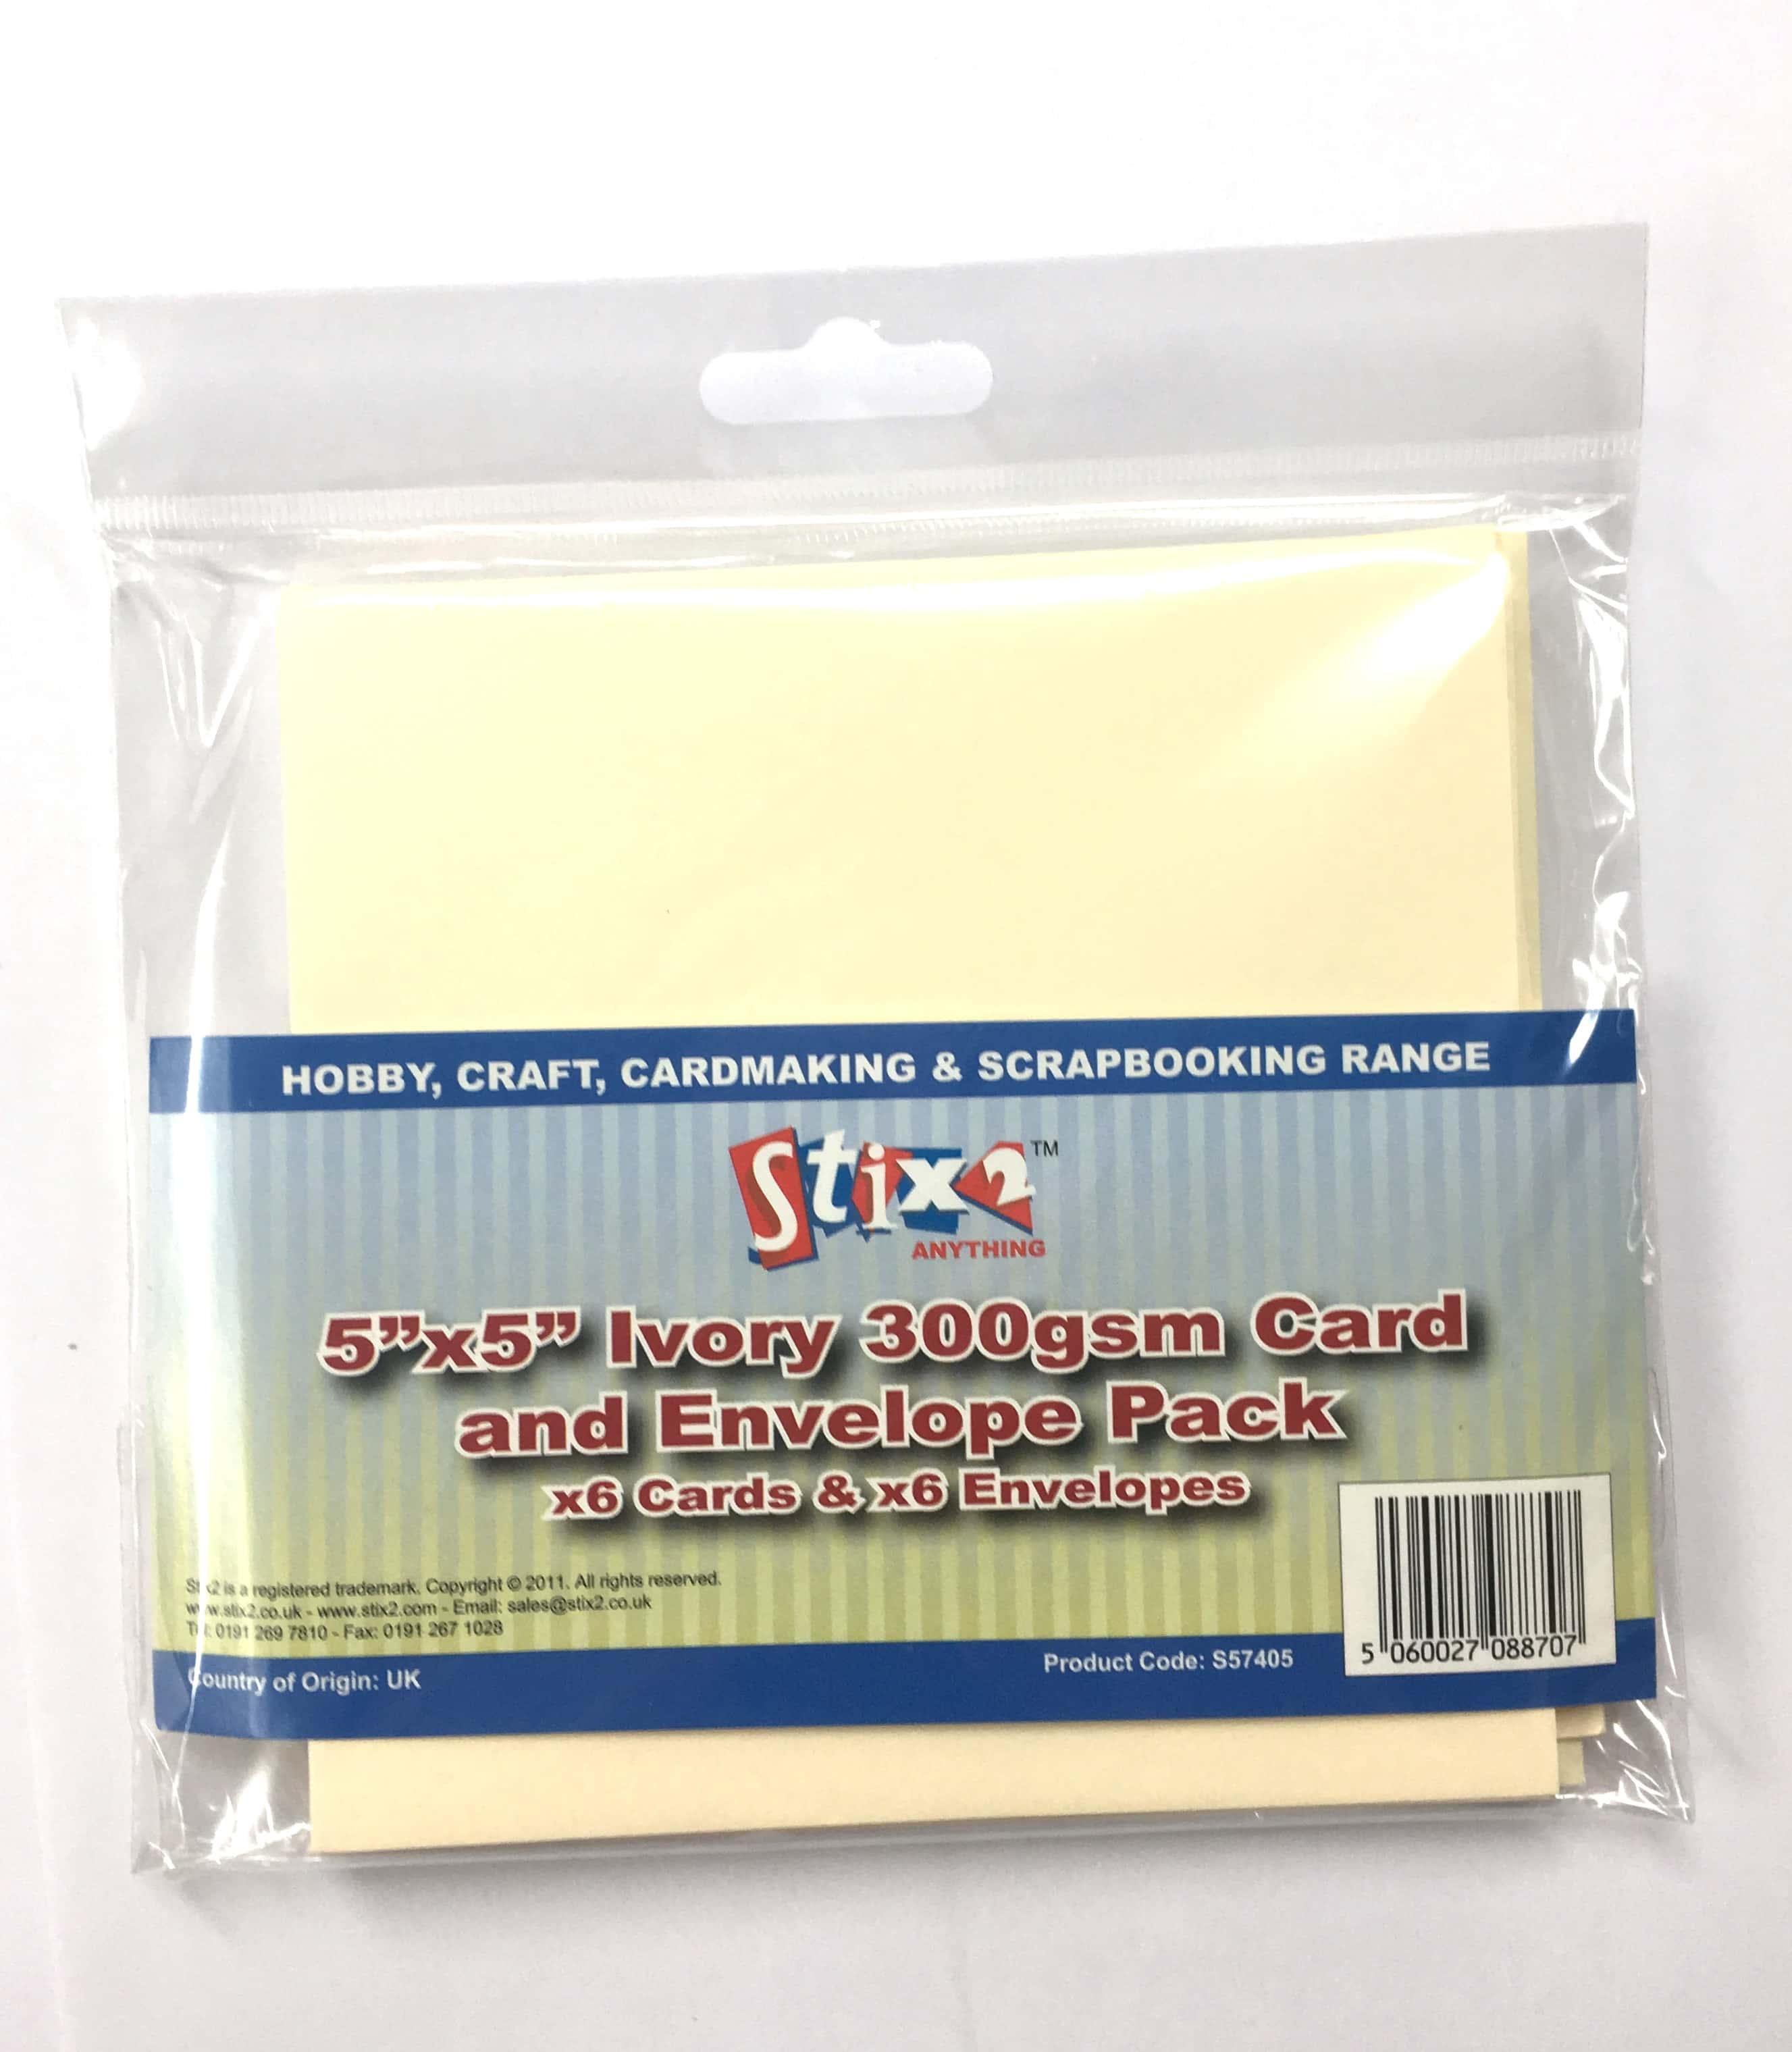 HOBBY, CRAFT, CARDMAKING & SCRAPBOOKING RANGE
Stix2™
ANYTHING
5”x5” Ivory 300gsm Card
and Envelope Pack
x6 Cards & x6 Envelopes
Stix2 is a registered trademark. Copyright © 2011. All rights reserved.
www.stix2.co.uk - www.stix2.com - Email: sales@stix2.co.uk
Tel: 0191 269 7810 - Fax: 0191 267 1028
Country of Origin: UK
Product Code: S57405
5 060027 088707